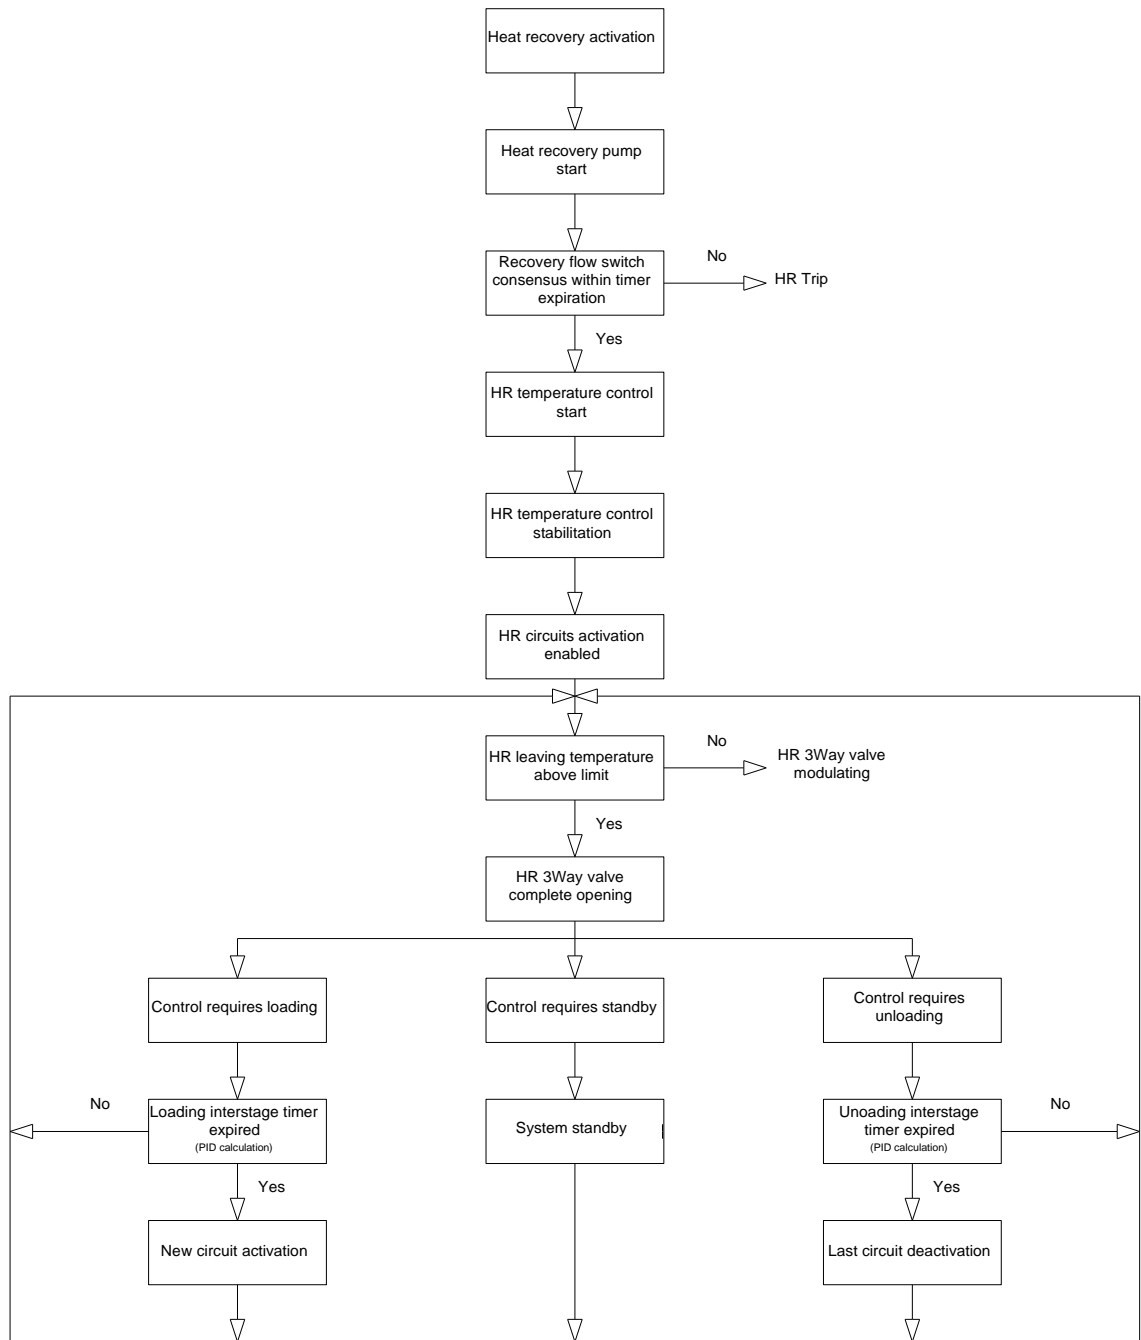 Heat recovery activation
Heat recovery pump
start
Recovery flow switch
consensus within timer
expiration
No
HR Trip
Yes
HR temperature control
start
HR temperature control
stabilitation
HR circuits activation
enabled
HR leaving temperature
above limit
No
HR 3Way valve
modulating
Yes
HR 3Way valve
complete opening
Control requires loading
Control requires standby
Control requires
unloading
No
Loading interstage timer
expired
(PID calculation)
System standby
Unoading interstage
timer expired
(PID calculation)
No
Yes
Yes
New circuit activation
Last circuit deactivation